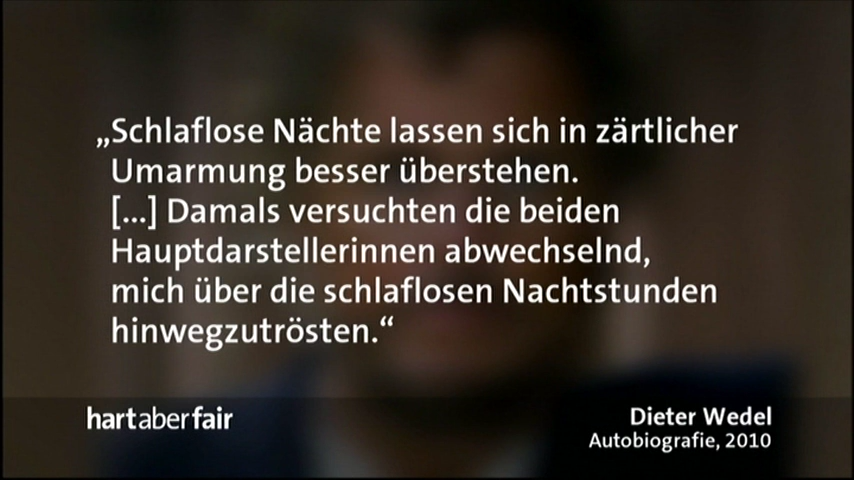 „Schlaflose Nächte lassen sich in zärtlicher
Umarmung besser überstehen.
[...] Damals versuchten die beiden
Hauptdarstellerinnen abwechselnd,
mich über die schlaflosen Nachtstunden
hinwegzutrösten.“
hartaberfair
Dieter Wedel
Autobiografie, 2010